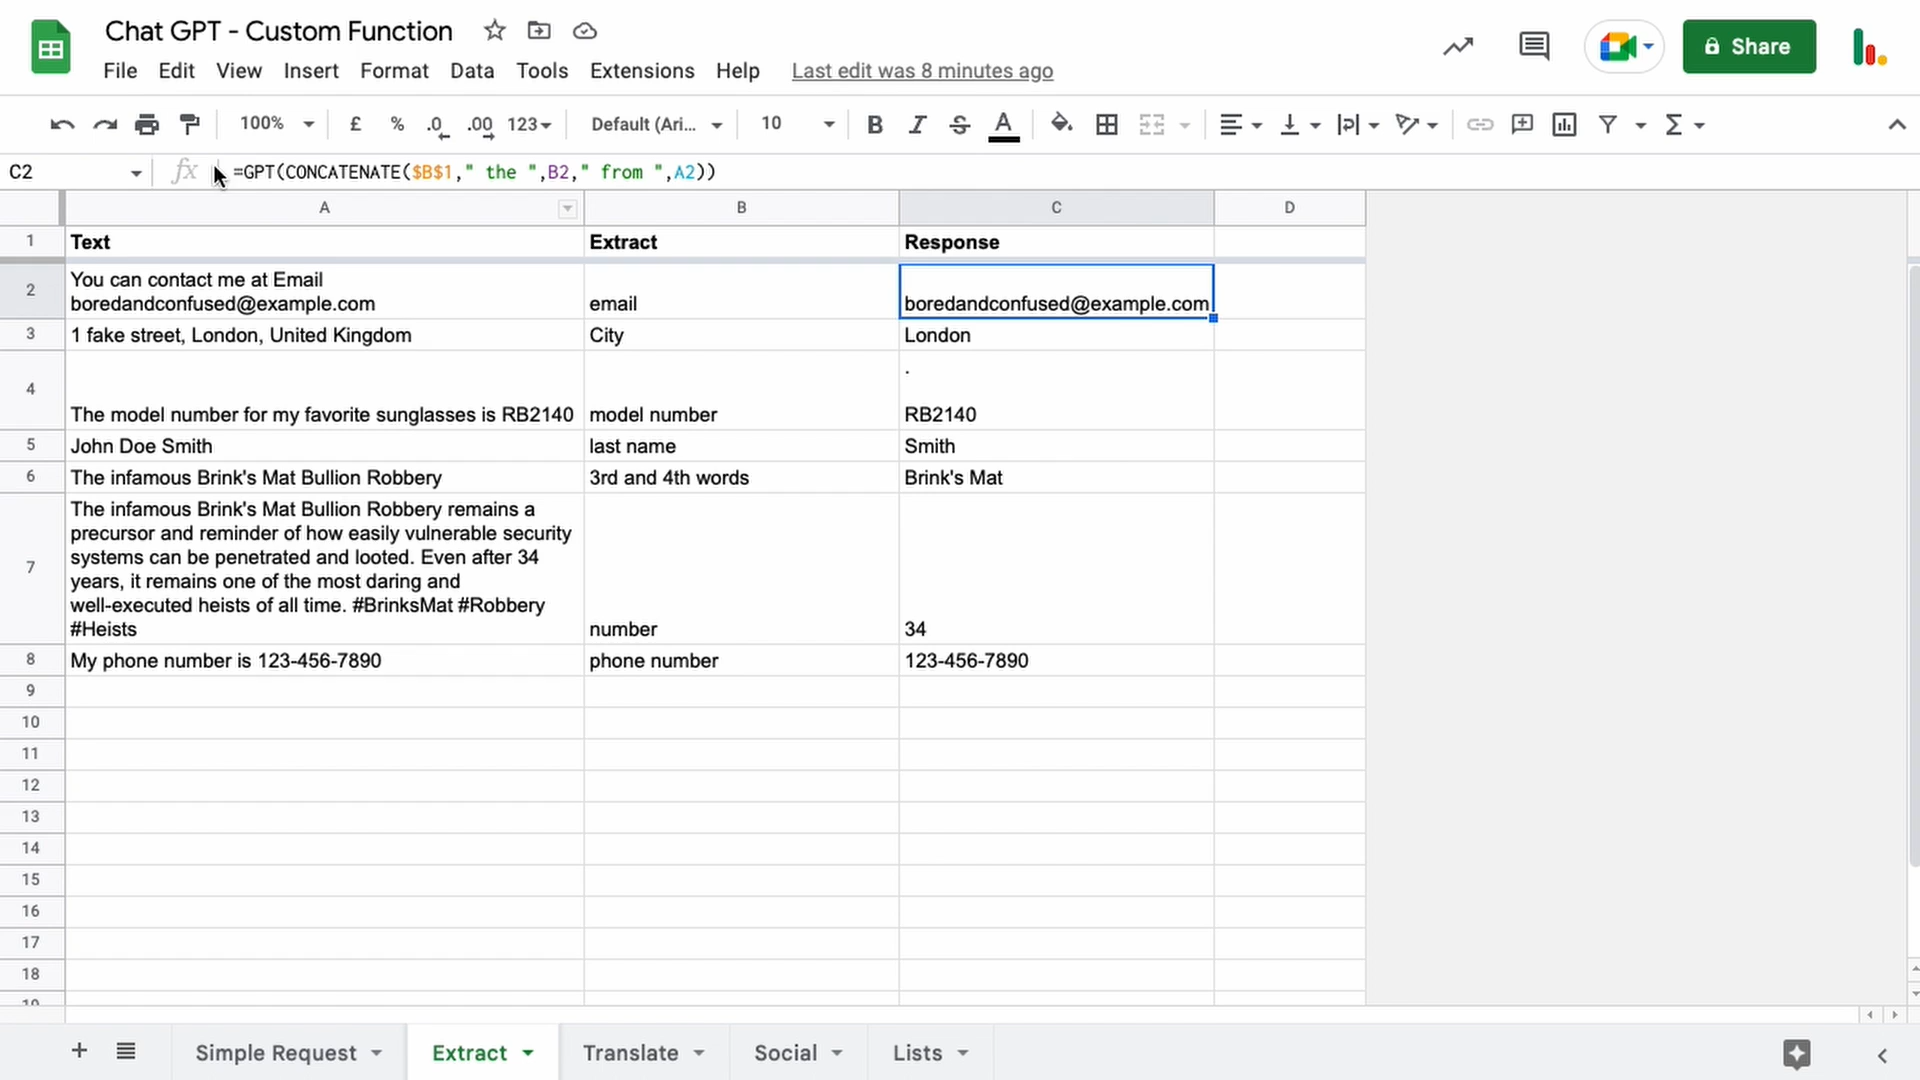 Chat GPT - Custom Function
File Edit View Insert Format Data Tools Extensions Help Last edit was 8 minutes ago
Share
100% £ % .0 .00 123 Default (Ari... 10 B I S A Σ
C2 fx =GPT(CONCATENATE($B$1," the ",B2," from ",A2))
A B C D
1 Text Extract Response
2 You can contact me at Email
boredandconfused@example.com email boredandconfused@example.com
3 1 fake street, London, United Kingdom City London
.
4 The model number for my favorite sunglasses is RB2140 model number RB2140
5 John Doe Smith last name Smith
6 The infamous Brink's Mat Bullion Robbery 3rd and 4th words Brink's Mat
The infamous Brink's Mat Bullion Robbery remains a
precursor and reminder of how easily vulnerable security
systems can be penetrated and looted. Even after 34
7 years, it remains one of the most daring and
well-executed heists of all time. #BrinksMat #Robbery
#Heists number 34
8 My phone number is 123-456-7890 phone number 123-456-7890
9
10
11
12
13
14
15
16
17
18
19
Simple Request Extract Translate Social Lists